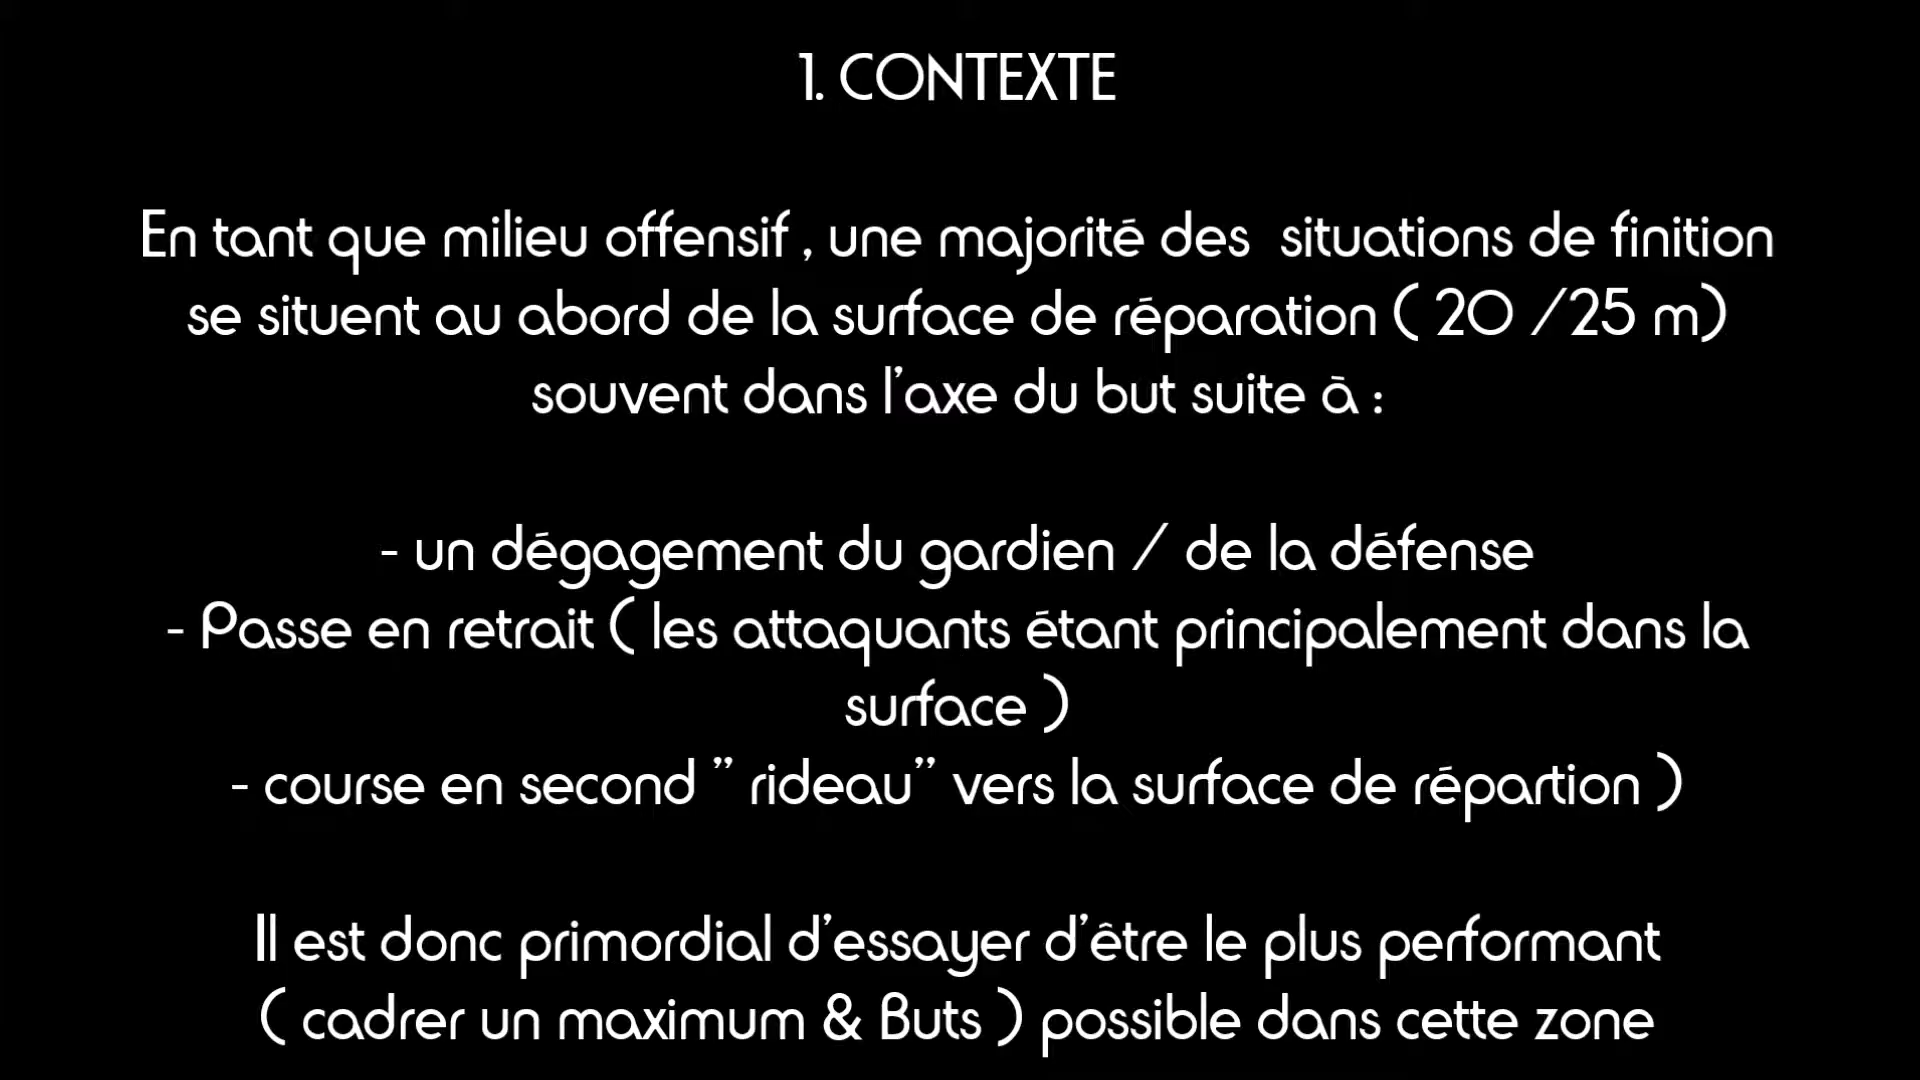 1. CONTEXTE
En tant que milieu offensif , une majorité des  situations de finition
se situent au abord de la surface de réparation ( 20 /25 m)
souvent dans l'axe du but suite à :
- un dégagement du gardien / de la défense
- Passe en retrait ( les attaquants étant principalement dans la
surface )
- course en second " rideau" vers la surface de répartion )
Il est donc primordial d'essayer d'être le plus performant
( cadrer un maximum & Buts ) possible dans cette zone